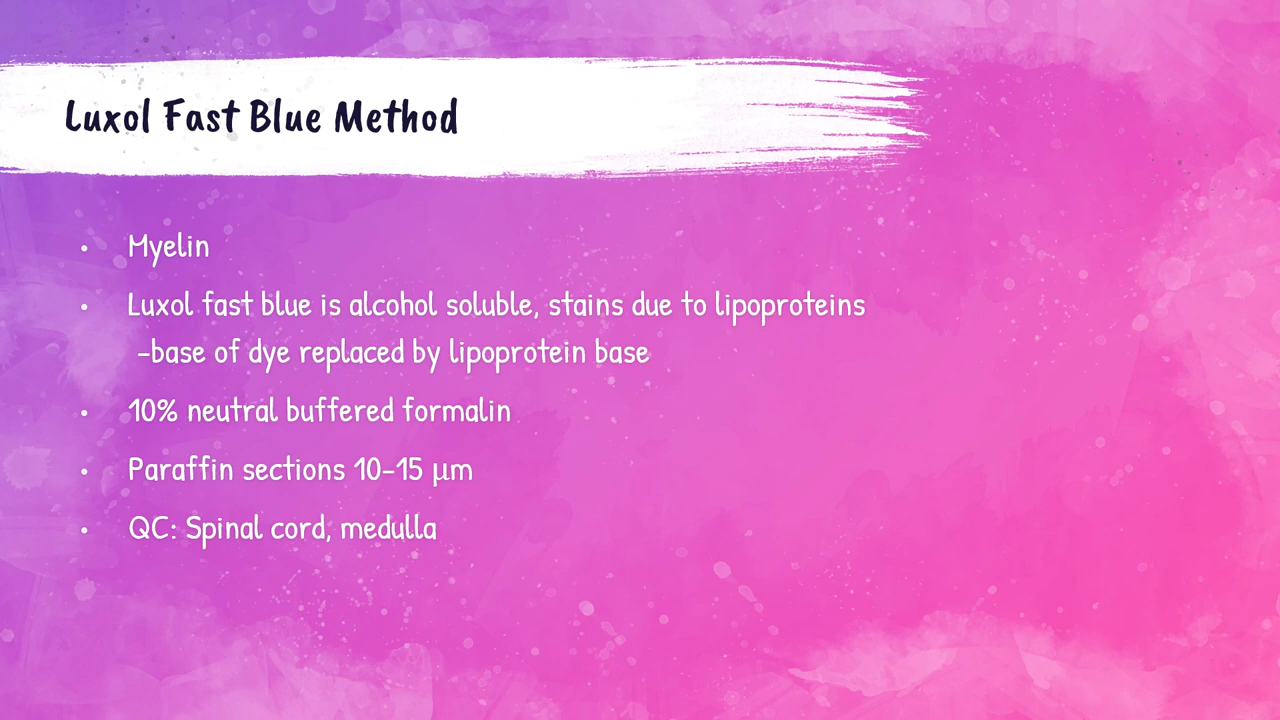 Luxol Fast Blue Method
• Myelin
• Luxol fast blue is alcohol soluble, stains due to lipoproteins
-base of dye replaced by lipoprotein base
• 10% neutral buffered formalin
• Paraffin sections 10-15 µm
• QC: Spinal cord, medulla